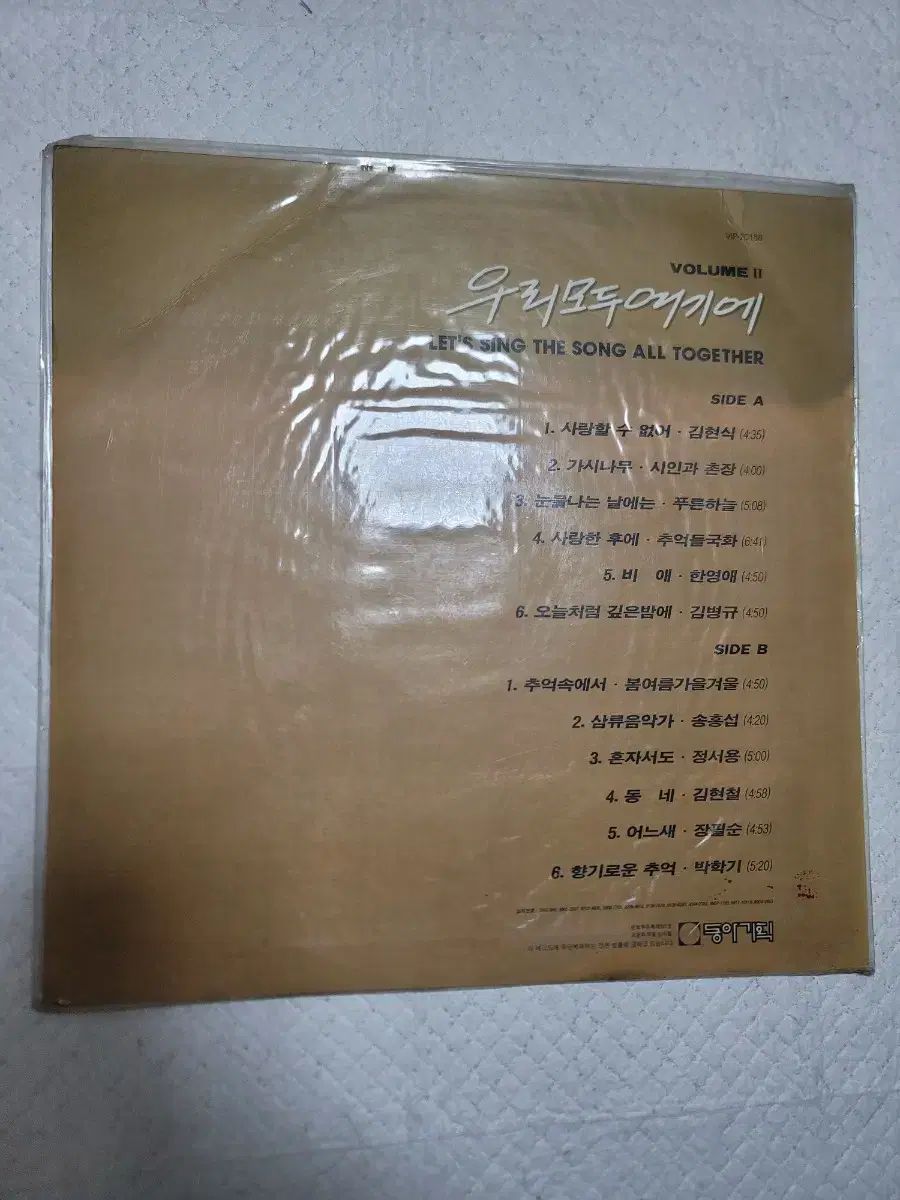 VIP-20188
VOLUME II
우리모두여기에
LET'S SING THE SONG ALL TOGETHER
SIDE A
1. 사랑할 수 없어 · 김현식 (4:35)
2. 가시나무 · 시인과 촌장 (4:00)
3. 눈물나는 날에는 · 푸른하늘 (5:08)
4. 사랑한 후에 · 추억들국화 (6:41)
5. 비 애 · 한영애 (4:50)
6. 오늘처럼 깊은밤에 · 김병규 (4:50)
SIDE B
1. 추억속에서 · 봄여름가을겨울 (4:50)
2. 삼류음악가 · 송홍섭 (4:20)
3. 혼자서도 · 정서용 (5:00)
4. 동 네 · 김현철 (4:58)
5. 어느새 · 장필순 (4:53)
6. 향기로운 추억 · 박학기 (5:20)
동아기획